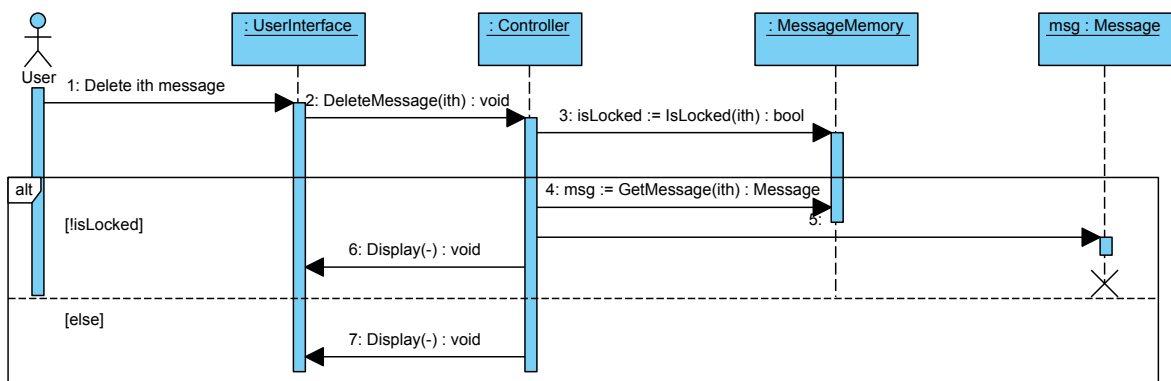 : UserInterface
: Controller
: MessageMemory
msg : Message
User
1: Delete ith message
2: DeleteMessage(ith) : void
3: isLocked := IsLocked(ith) : bool
alt
4: msg := GetMessage(ith) : Message
[!isLocked]
5:
6: Display(-) : void
[else]
7: Display(-) : void